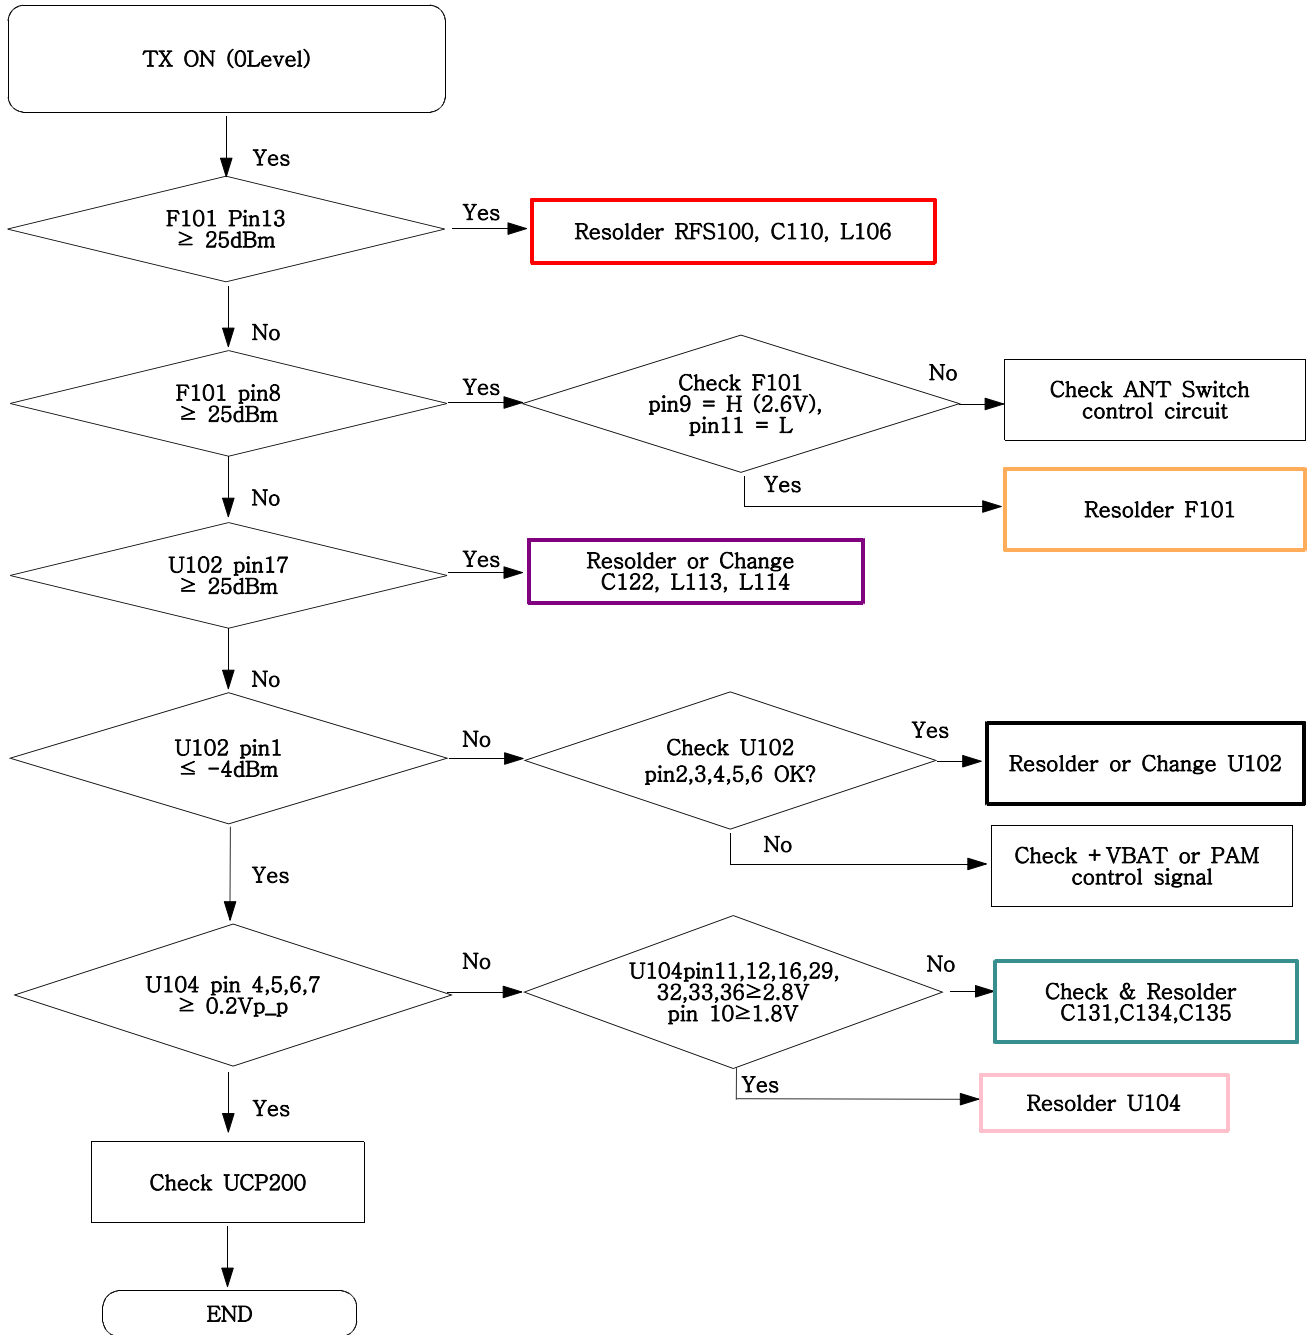 TX ON (0Level)
Yes
F101 Pin13
≥ 25dBm
Yes
Resolder RFS100, C110, L106
No
F101 pin8
≥ 25dBm
Yes
Check F101
pin9 = H (2.6V),
pin11 = L
No
Check ANT Switch
control circuit
Yes
Resolder F101
No
U102 pin17
≥ 25dBm
Yes
Resolder or Change
C122, L113, L114
No
U102 pin1
≤ -4dBm
No
Check U102
pin2,3,4,5,6 OK?
Yes
Resolder or Change U102
No
Check +VBAT or PAM
control signal
Yes
U104 pin 4,5,6,7
≥ 0.2Vp_p
No
U104pin11,12,16,29,
32,33,36≥2.8V
pin 10≥1.8V
No
Check & Resolder
C131,C134,C135
Yes
Resolder U104
Yes
Check UCP200
END